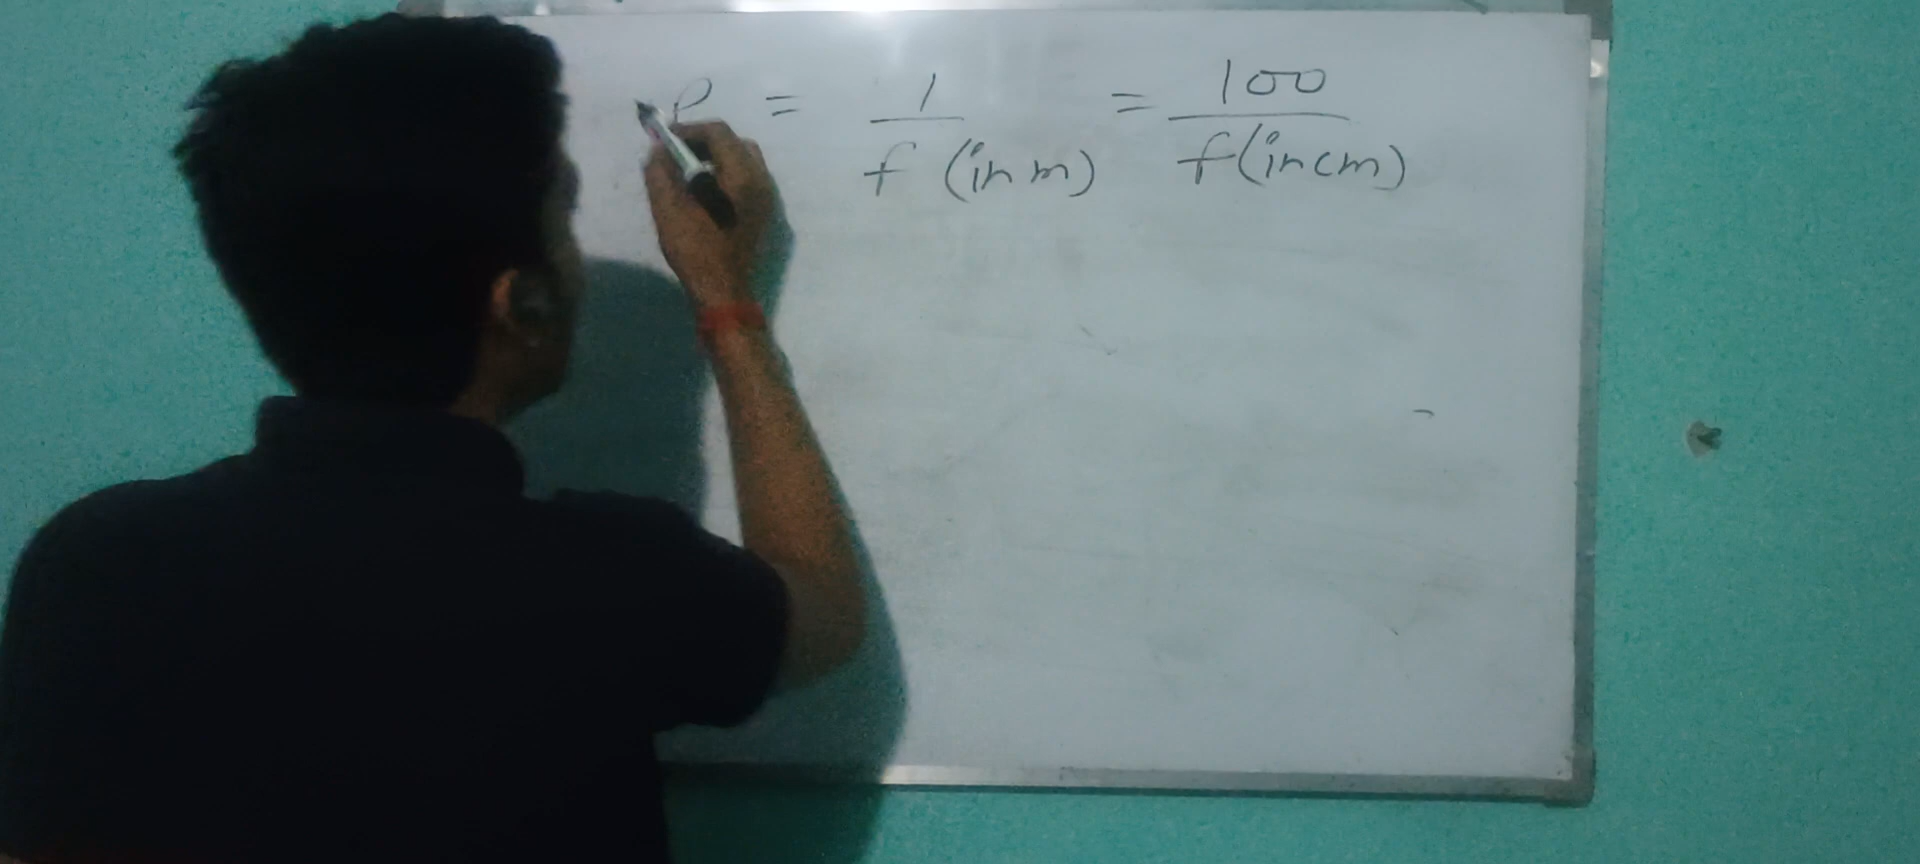 P = 1 / f (in m) = 100 / f (in cm)